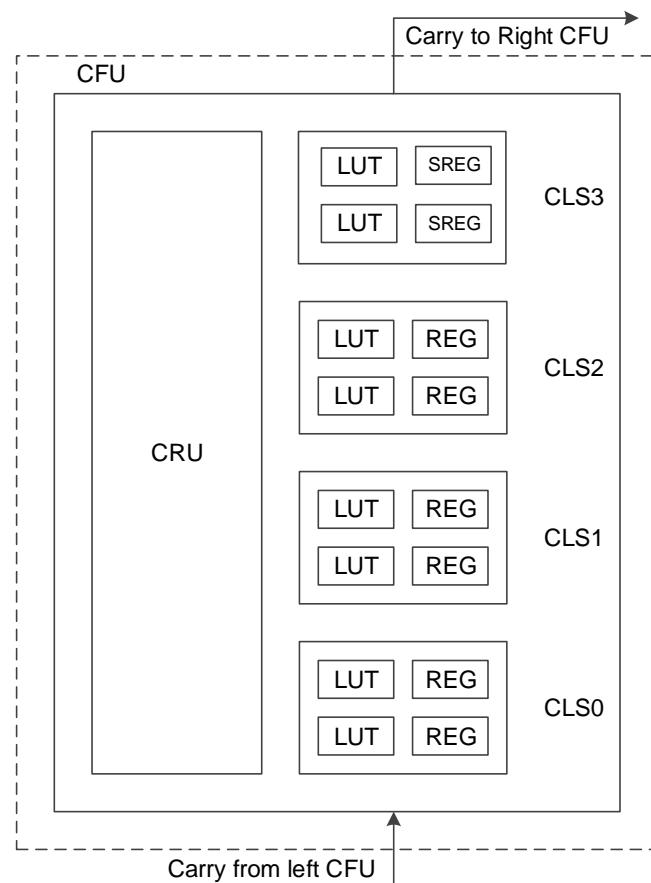 Carry to Right CFU
CFU
LUT SREG
CLS3
LUT SREG
LUT REG
CLS2
LUT REG
CRU
LUT REG
CLS1
LUT REG
LUT REG
CLS0
LUT REG
Carry from left CFU